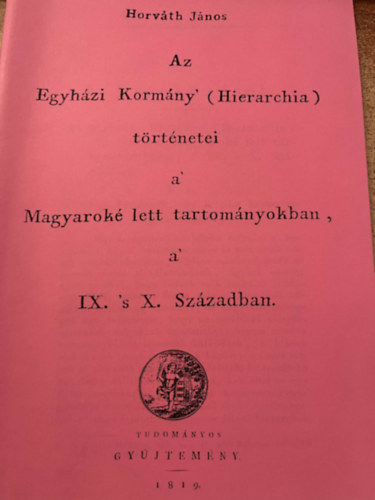 Horváth János
Az
Egyházi Kormány' (Hierarchia)
történetei
a'
Magyaroké lett tartományokban ,
a'
IX. 's X. Században.
TUDOMÁNYOS
GYŰJTEMÉNY.
1819.